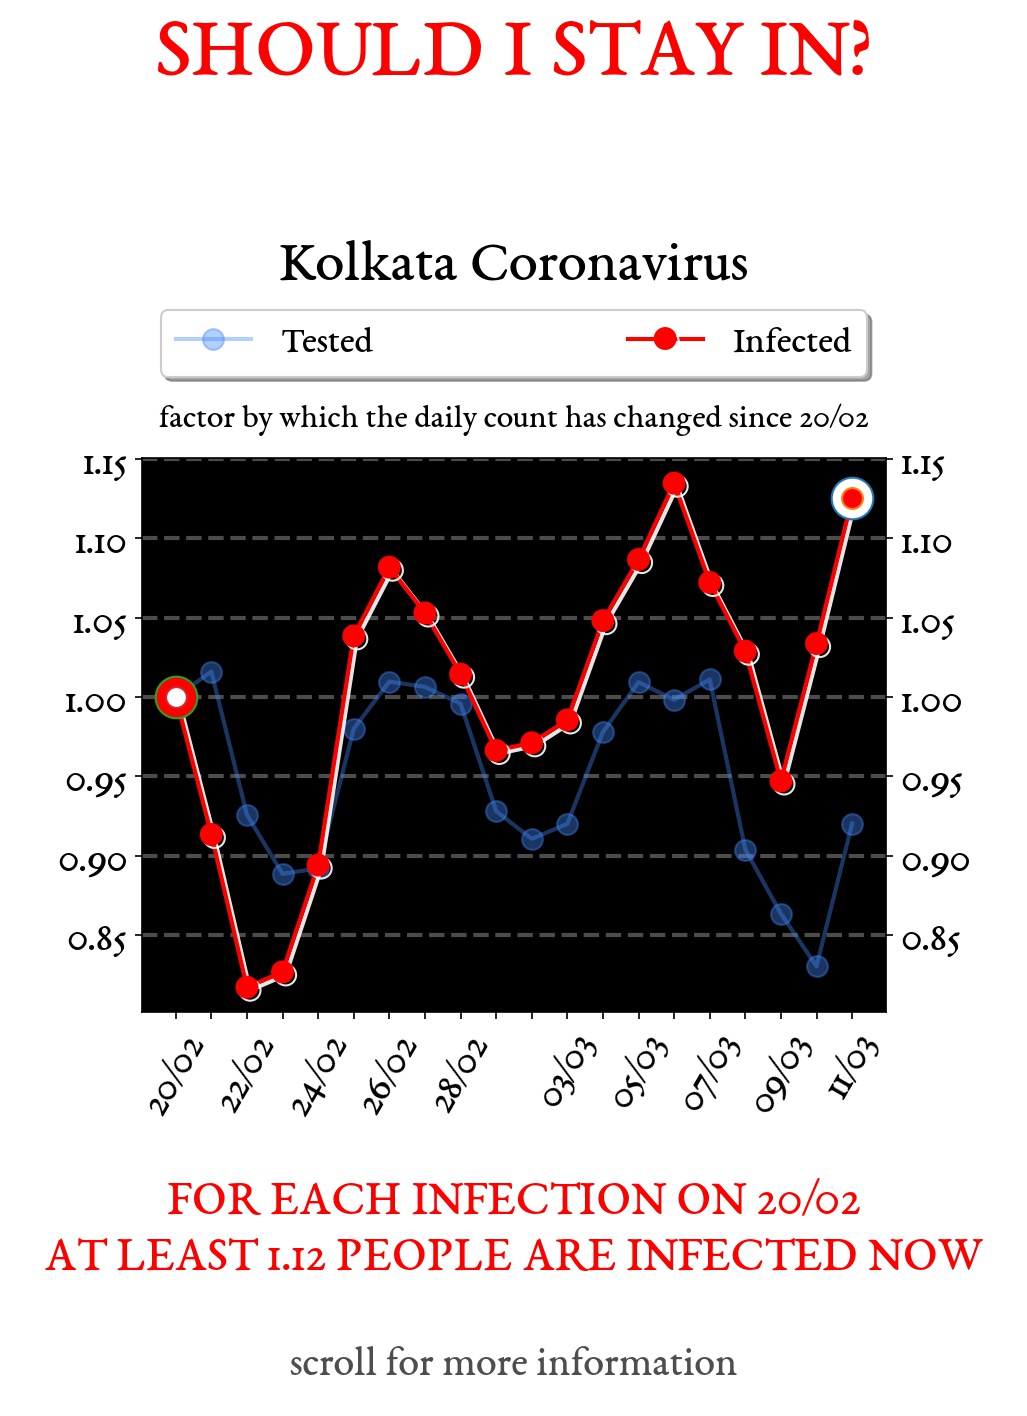 SHOULD I STAY IN?
Kolkata Coronavirus
Tested Infected
factor by which the daily count has changed since 20/02
1.15 1.15
1.10 1.10
1.05 1.05
1.00 1.00
0.95 0.95
0.90 0.90
0.85 0.85
20/02 22/02 24/02 26/02 28/02 03/03 05/03 07/03 09/03 11/03
FOR EACH INFECTION ON 20/02
AT LEAST 1.12 PEOPLE ARE INFECTED NOW
scroll for more information